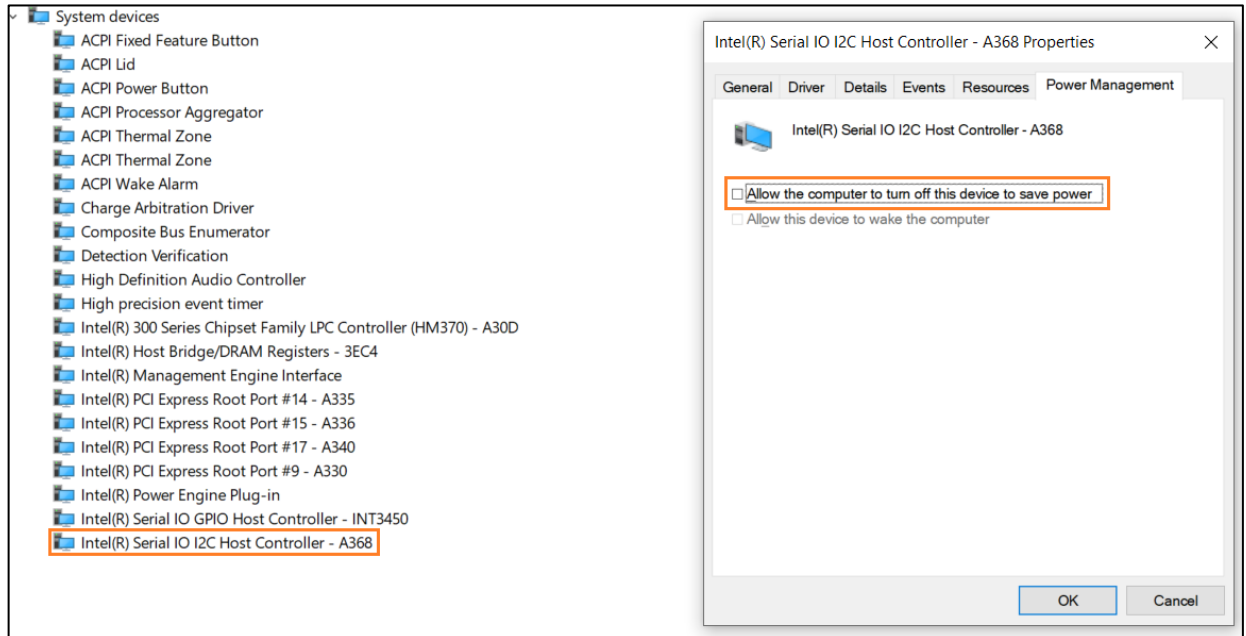 System devices
ACPI Fixed Feature Button
ACPI Lid
ACPI Power Button
ACPI Processor Aggregator
ACPI Thermal Zone
ACPI Thermal Zone
ACPI Wake Alarm
Charge Arbitration Driver
Composite Bus Enumerator
Detection Verification
High Definition Audio Controller
High precision event timer
Intel(R) 300 Series Chipset Family LPC Controller (HM370) - A30D
Intel(R) Host Bridge/DRAM Registers - 3EC4
Intel(R) Management Engine Interface
Intel(R) PCI Express Root Port #14 - A335
Intel(R) PCI Express Root Port #15 - A336
Intel(R) PCI Express Root Port #17 - A340
Intel(R) PCI Express Root Port #9 - A330
Intel(R) Power Engine Plug-in
Intel(R) Serial IO GPIO Host Controller - INT3450
Intel(R) Serial IO I2C Host Controller - A368
Intel(R) Serial IO I2C Host Controller - A368 Properties
General Driver Details Events Resources Power Management
Intel(R) Serial IO I2C Host Controller - A368
Allow the computer to turn off this device to save power
Allow this device to wake the computer
OK Cancel